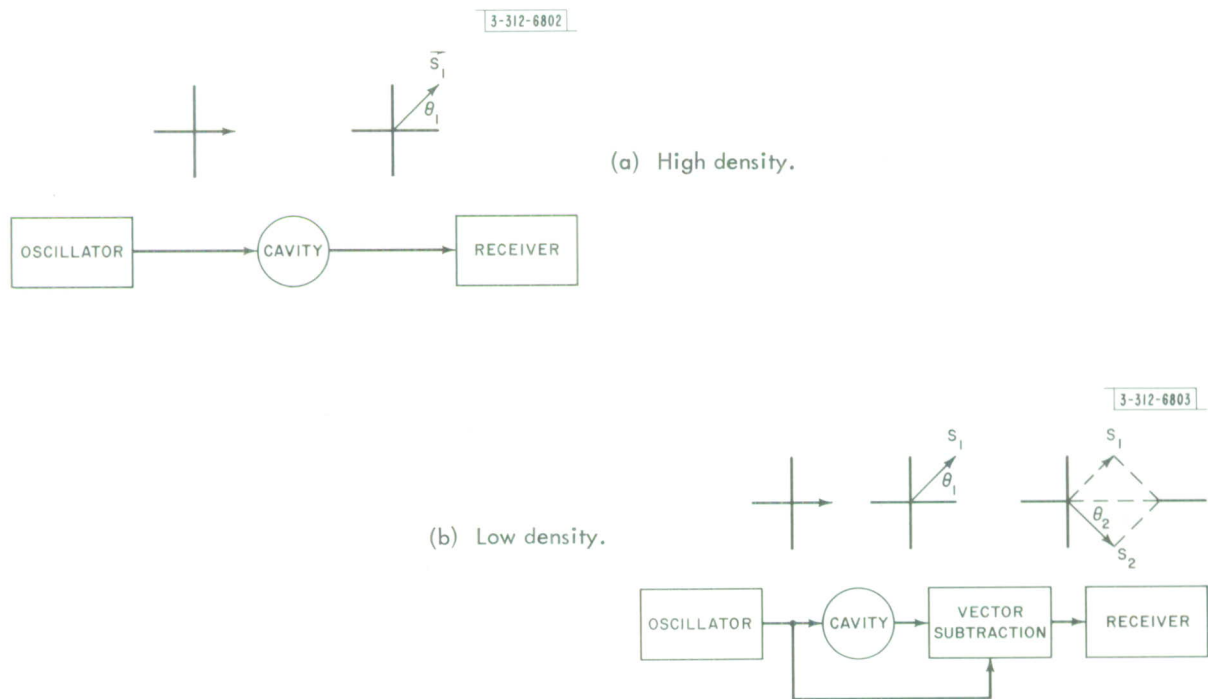 3-312-6802
S̅₁
θ₁
(a) High density.
OSCILLATOR
CAVITY
RECEIVER
3-312-6803
S₁
θ₁
S₁
θ₂
S₂
(b) Low density.
OSCILLATOR
CAVITY
VECTOR
SUBTRACTION
RECEIVER